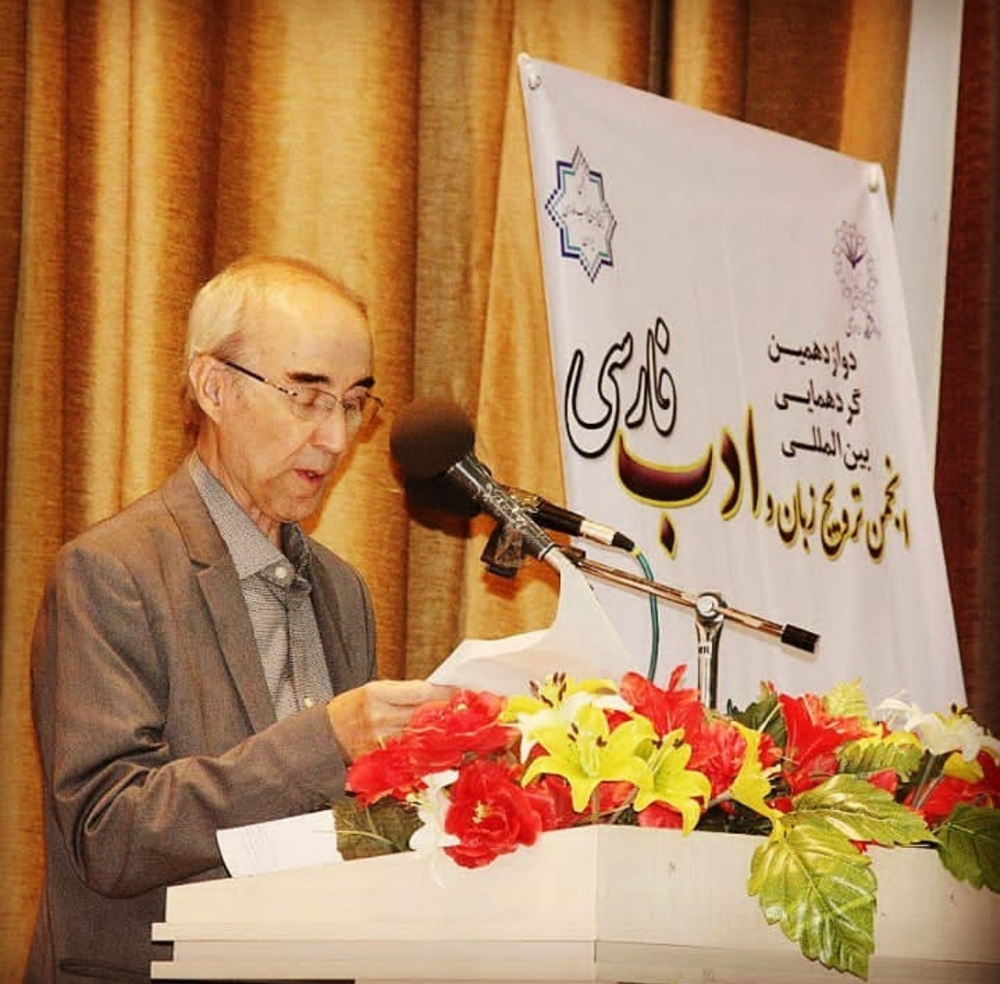 دوازدهمین
گردهمایی
بین‌المللی
انجمن ترویج زبان و ادب فارسی